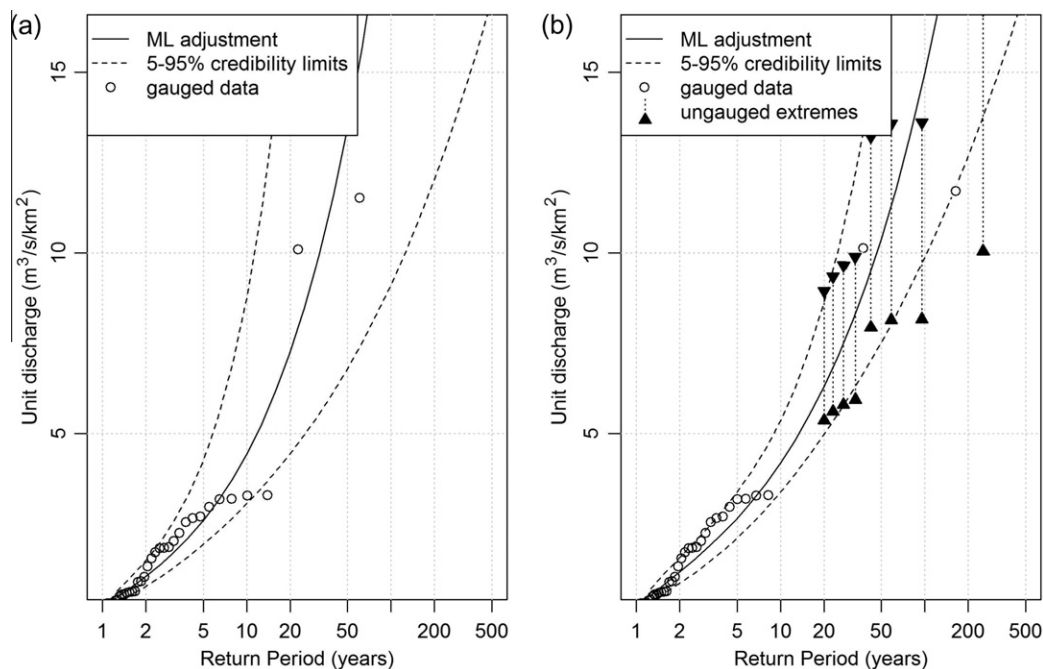 (a)
ML adjustment
5-95% credibility limits
gauged data
15
10
5
Unit discharge (m³/s/km²)
1 2 5 10 20 50 200 500
Return Period (years)
(b)
ML adjustment
5-95% credibility limits
gauged data
ungauged extremes
15
10
5
Unit discharge (m³/s/km²)
1 2 5 10 20 50 200 500
Return Period (years)